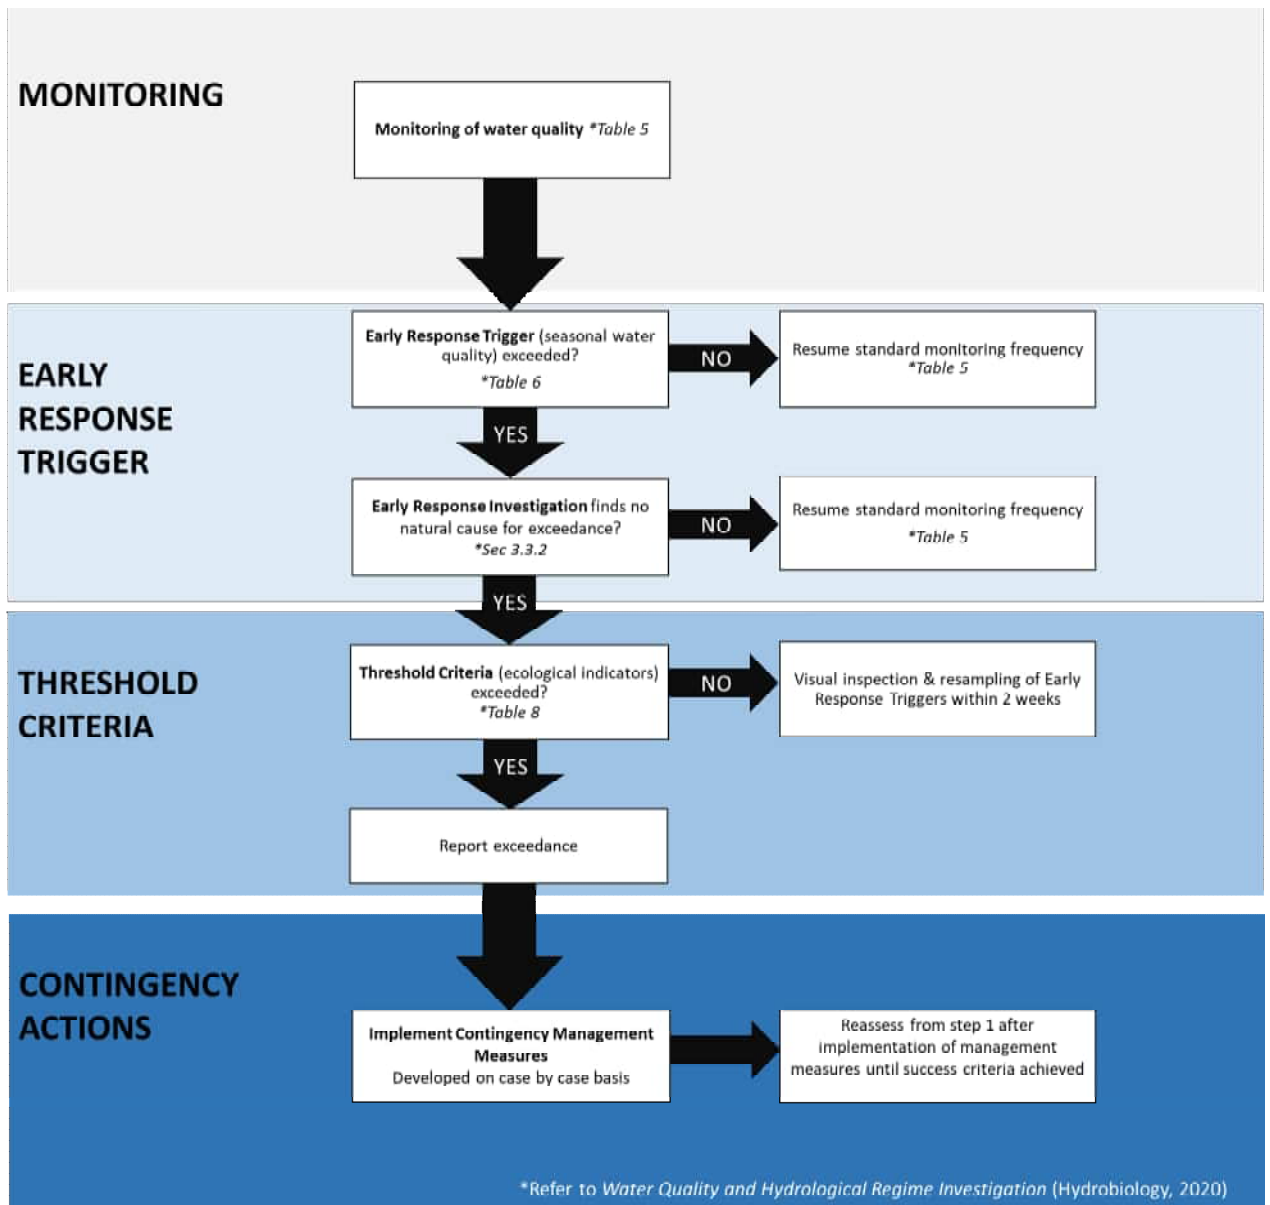 MONITORING
Monitoring of water quality *Table 5
EARLY
RESPONSE
TRIGGER
Early Response Trigger (seasonal water
quality) exceeded?
*Table 6
NO
Resume standard monitoring frequency
*Table 5
YES
Early Response Investigation finds no
natural cause for exceedance?
*Sec 3.3.2
NO
Resume standard monitoring frequency
*Table 5
YES
THRESHOLD
CRITERIA
Threshold Criteria (ecological indicators)
exceeded?
*Table 8
NO
Visual inspection & resampling of Early
Response Triggers within 2 weeks
YES
Report exceedance
CONTINGENCY
ACTIONS
Implement Contingency Management
Measures
Developed on case by case basis
Reassess from step 1 after
implementation of management
measures until success criteria achieved
*Refer to Water Quality and Hydrological Regime Investigation (Hydrobiology, 2020)